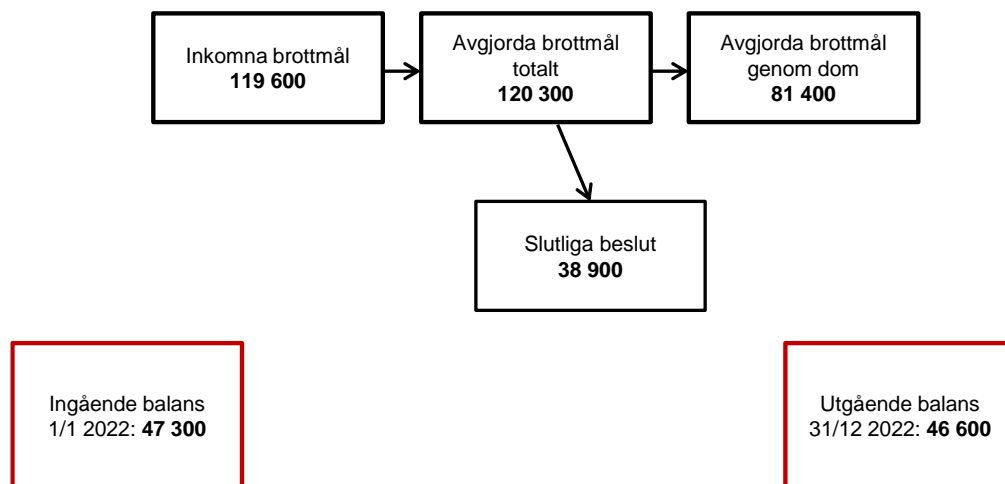 Inkomna brottmål
119 600
Avgjorda brottmål
totalt
120 300
Avgjorda brottmål
genom dom
81 400
Slutliga beslut
38 900
Ingående balans
1/1 2022: 47 300
Utgående balans
31/12 2022: 46 600